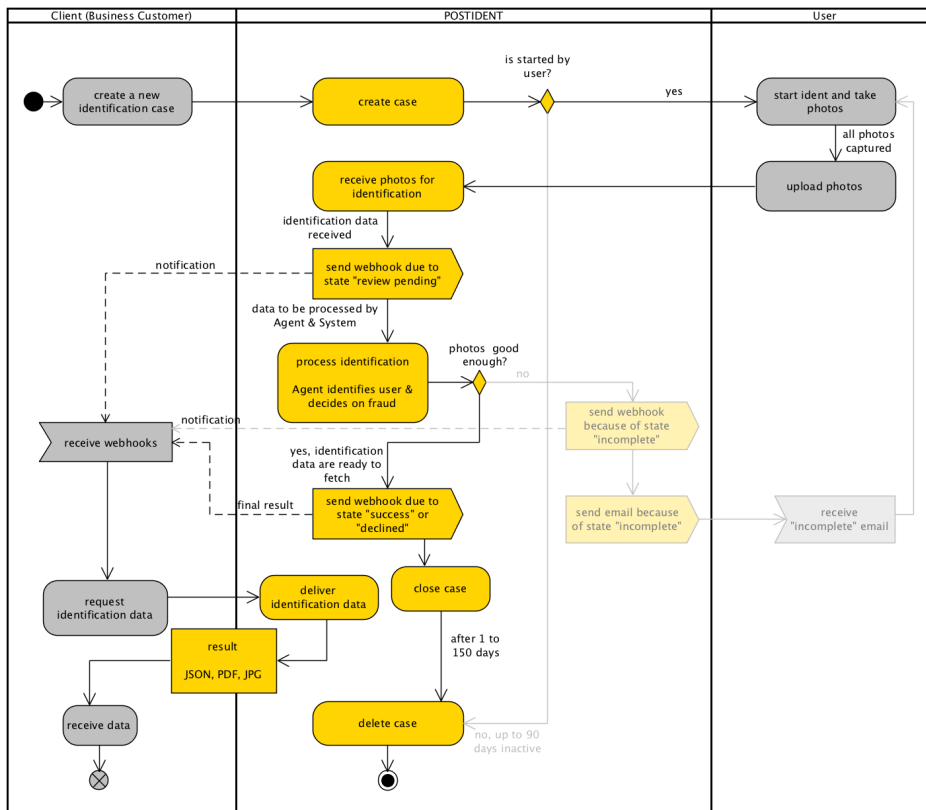 Client (Business Customer)
POSTIDENT
User
is started by
user?
create a new
identification case
create case
yes
start ident and take
photos
all photos
captured
receive photos for
identification
upload photos
identification data
received
notification
send webhook due to
state "review pending"
data to be processed by
Agent & System
photos good
enough?
process identification
Agent identifies user &
decides on fraud
no
notification
send webhook
because of state
"incomplete"
receive webhooks
yes, identification
data are ready to
fetch
final result
send webhook due to
state "success" or
"declined"
send email because
of state "incomplete"
receive
"incomplete" email
request
identification data
deliver
identification data
close case
result
JSON, PDF, JPG
after 1 to
150 days
receive data
delete case
no, up to 90
days inactive